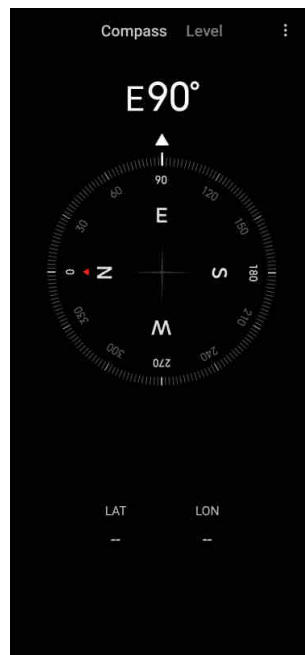 Compass Level
E90°
90
60 120
E
30 150
0 N S 180
330 210
W
300 240
270
LAT LON
-- --